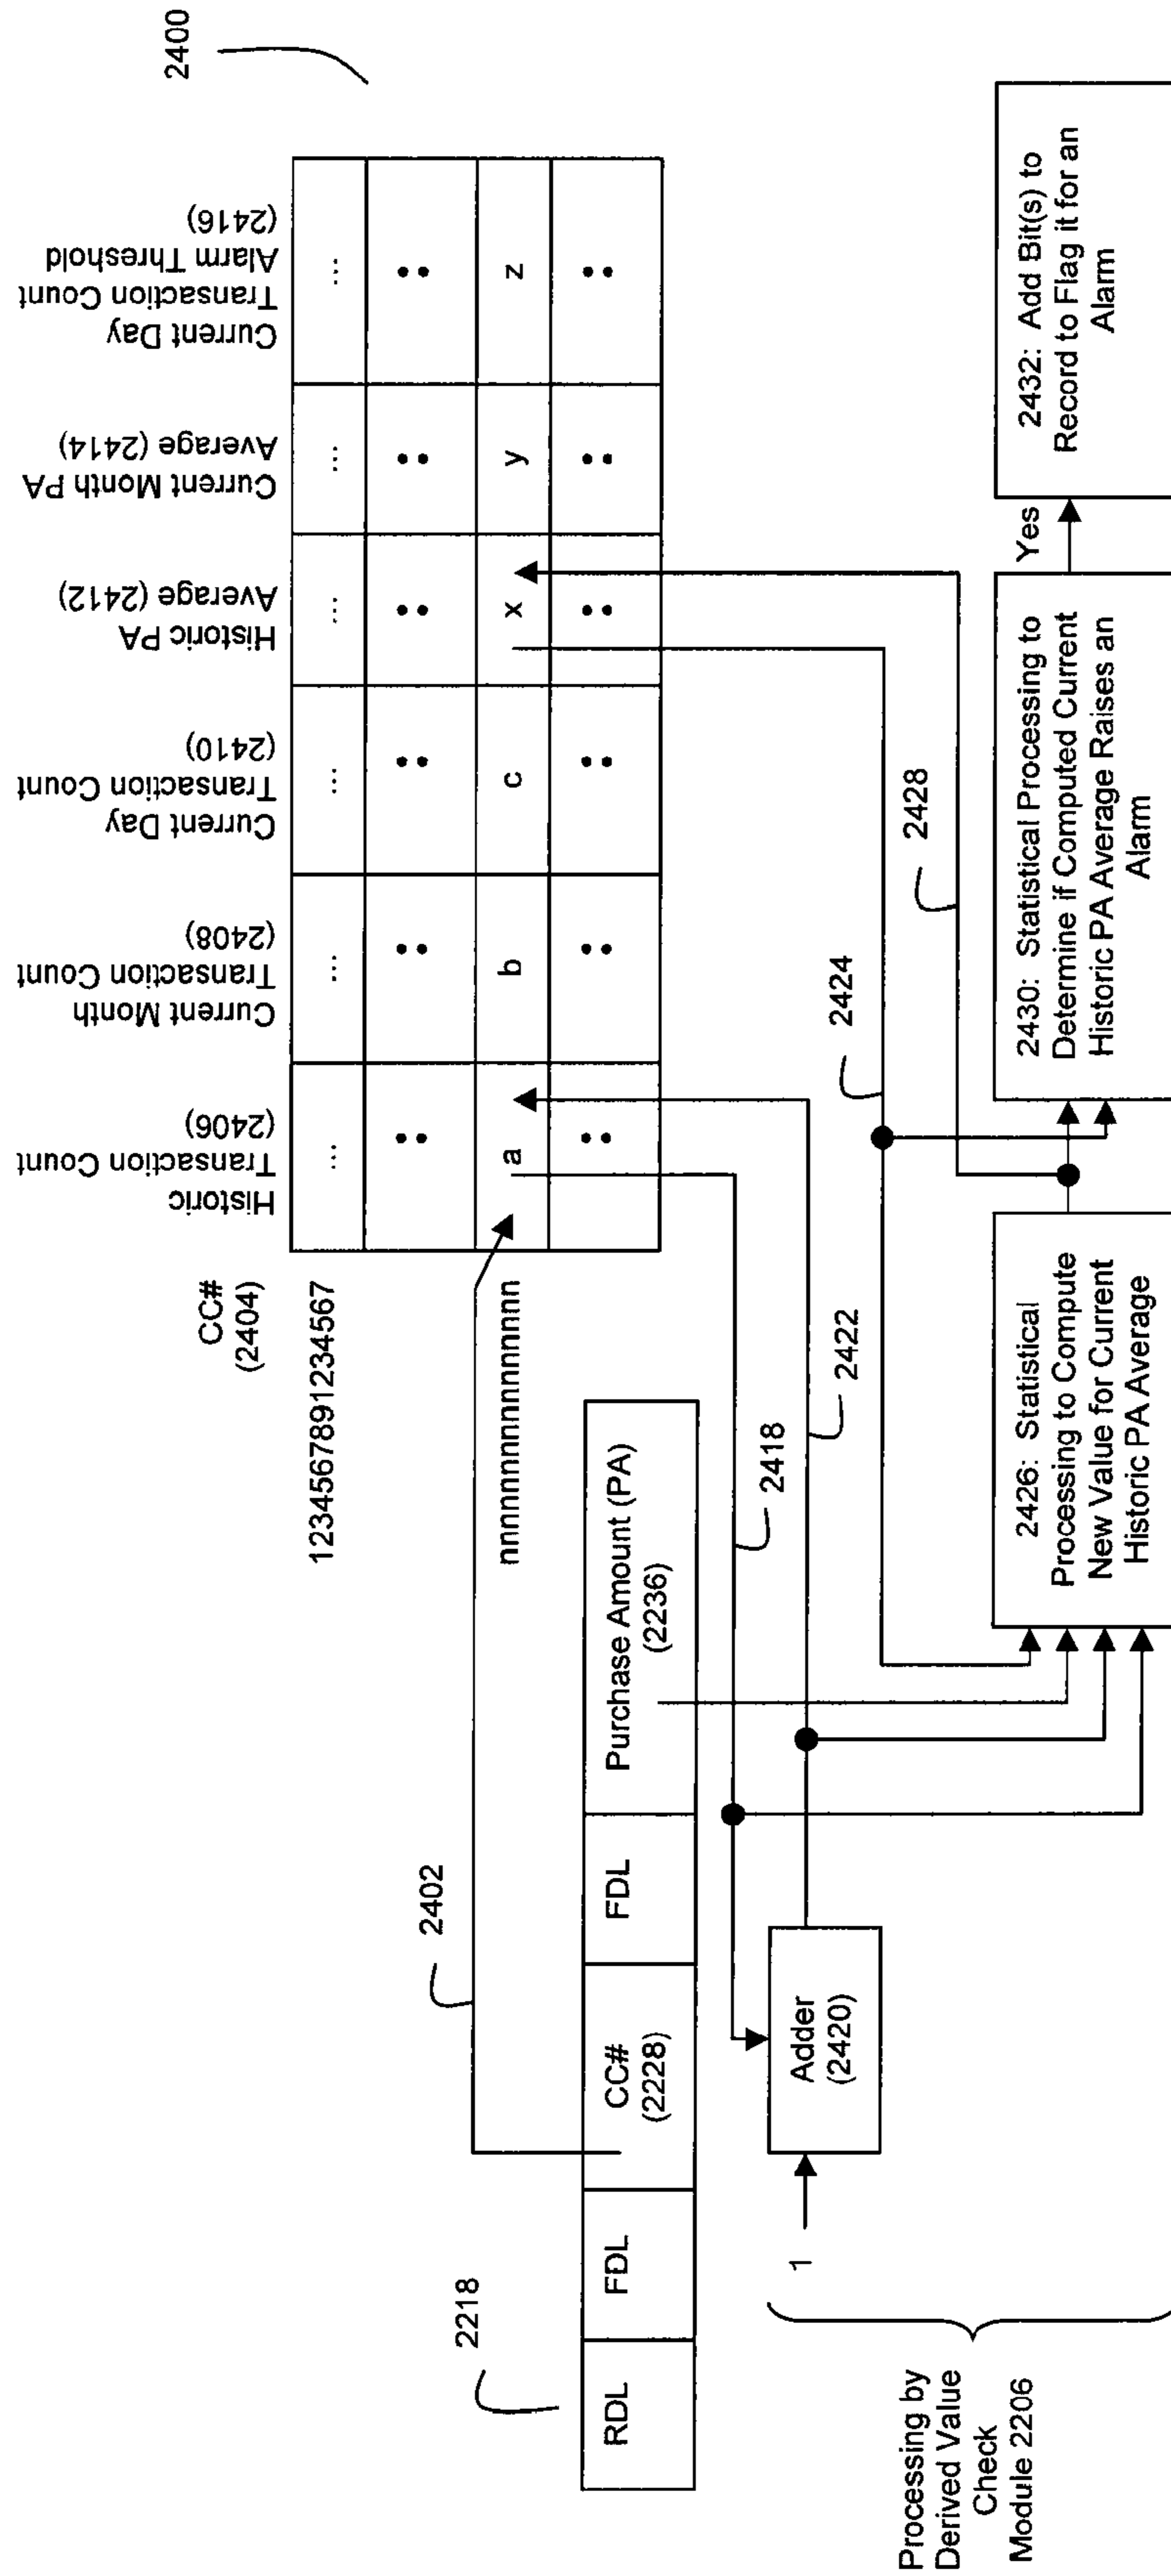 2400
Historic
Transaction Count
(2406)
Current Month
Transaction Count
(2408)
Current Day
Transaction Count
(2410)
Historic PA
Average (2412)
Current Month PA
Average (2414)
Current Day
Transaction Count
Alarm Threshold
(2416)
CC#
(2404)
1234567891234567
... ... ... ... ... ...
nnnnnnnnnnnnnnnn
a b c x y z
2402
2218
RDL FDL CC# FDL Purchase Amount (PA)
(2228) (2236)
2418
2422
2424
2428
1
Adder
(2420)
Processing by
Derived Value
Check
Module 2206
2426: Statistical
Processing to Compute
New Value for Current
Historic PA Average
2430: Statistical Processing to
Determine if Computed Current
Historic PA Average Raises an
Alarm
Yes
2432: Add Bit(s) to
Record to Flag it for an
Alarm